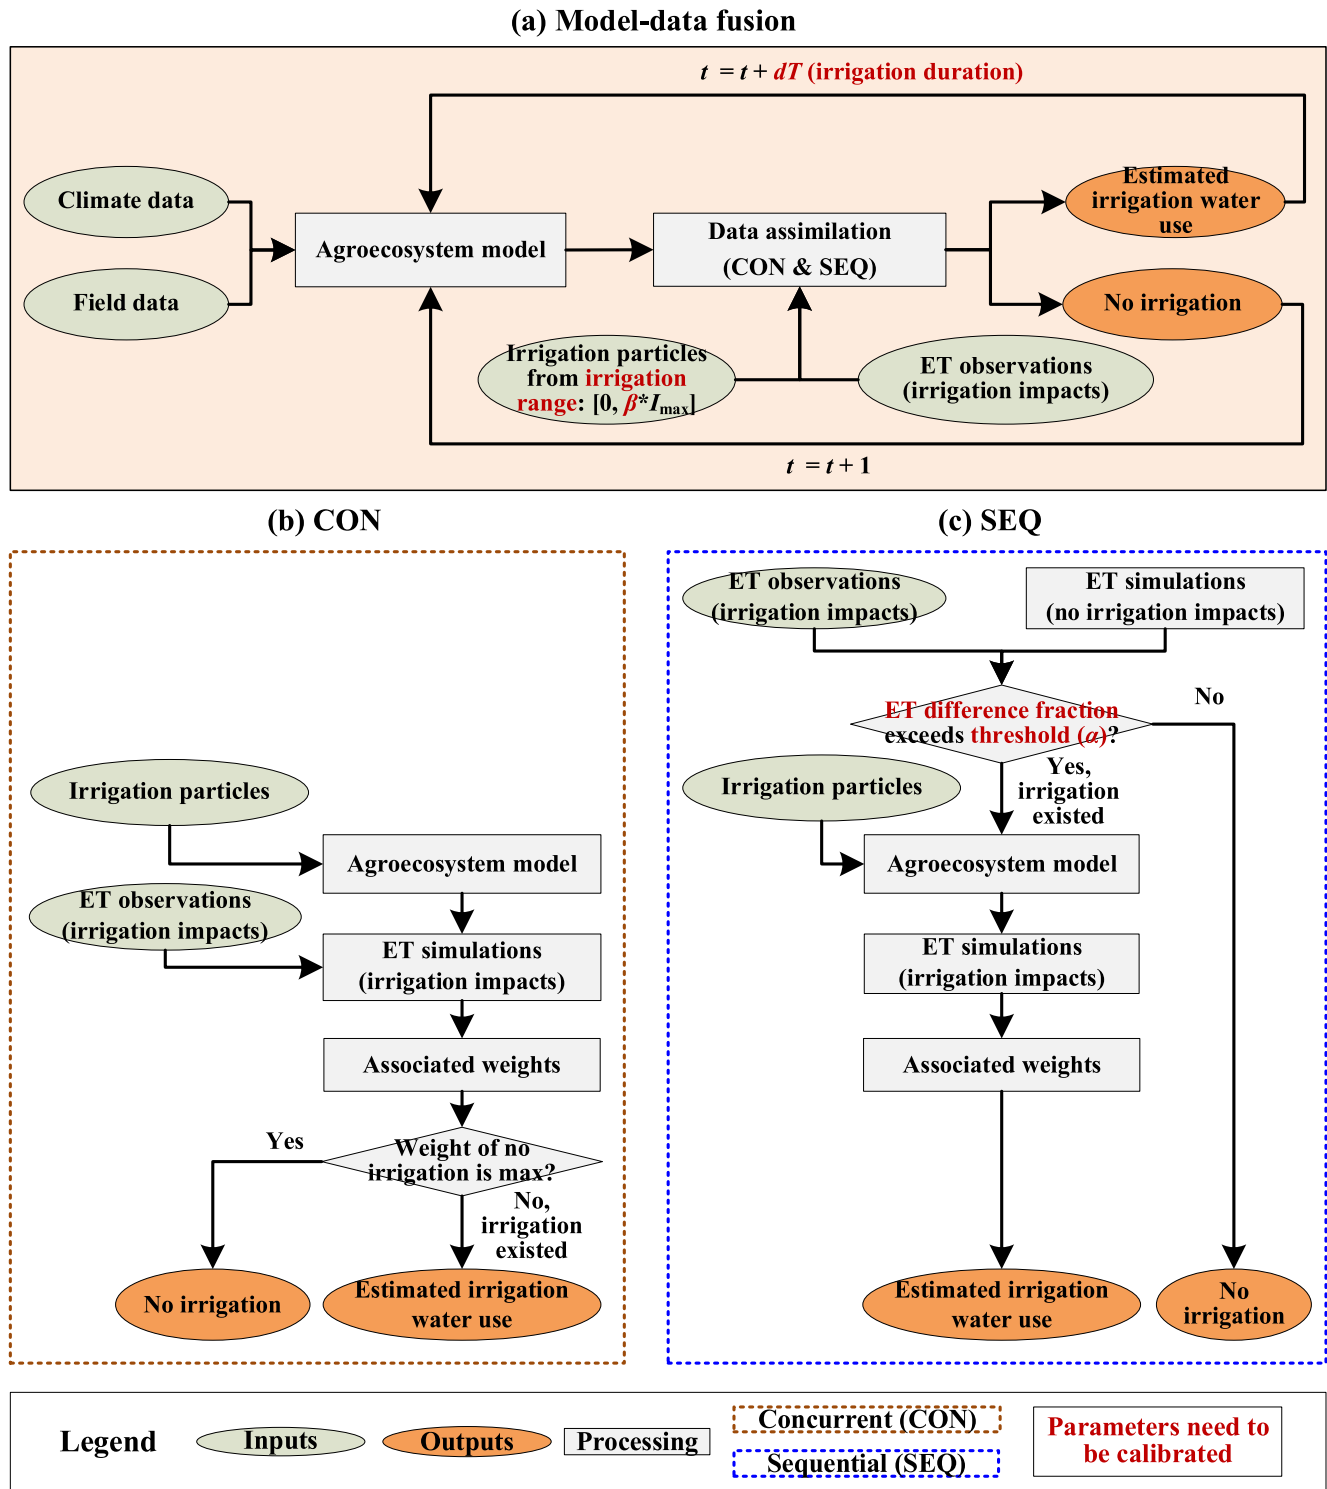 (a) Model-data fusion
t = t + dT (irrigation duration)
Climate data
Field data
Agroecosystem model
Data assimilation
(CON & SEQ)
Estimated
irrigation water
use
No irrigation
Irrigation particles
from irrigation
range: [0, β*Imax]
ET observations
(irrigation impacts)
t = t + 1
(b) CON
Irrigation particles
Agroecosystem model
ET observations
(irrigation impacts)
ET simulations
(irrigation impacts)
Associated weights
Yes
Weight of no
irrigation is max?
No,
irrigation
existed
No irrigation
Estimated irrigation
water use
(c) SEQ
ET observations
(irrigation impacts)
ET simulations
(no irrigation impacts)
ET difference fraction
exceeds threshold (α)?
No
Yes,
irrigation
existed
Irrigation particles
Agroecosystem model
ET simulations
(irrigation impacts)
Associated weights
Estimated irrigation
water use
No
irrigation
Legend
Inputs
Outputs
Processing
Concurrent (CON)
Sequential (SEQ)
Parameters need to
be calibrated